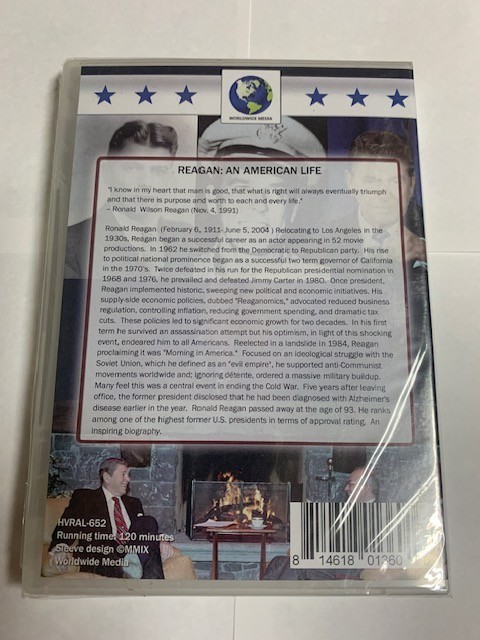 WORLDWIDE MEDIA
REAGAN: AN AMERICAN LIFE
"I know in my heart that man is good, that what is right will always eventually triumph
and that there is purpose and worth to each and every life."
– Ronald Wilson Reagan (Nov. 4, 1991)
Ronald Reagan (February 6, 1911- June 5, 2004 ) Relocating to Los Angeles in the
1930s, Reagan began a successful career as an actor appearing in 52 movie
productions. In 1962 he switched from the Democratic to Republican party. His rise
to political national prominence began as a successful two term governor of California
in the 1970's. Twice defeated in his run for the Republican presidential nomination in
1968 and 1976, he prevailed and defeated Jimmy Carter in 1980. Once president,
Reagan implemented historic, sweeping new political and economic initiatives. His
supply-side economic policies, dubbed "Reaganomics," advocated reduced business
regulation, controlling inflation, reducing government spending, and dramatic tax
cuts. These policies led to significant economic growth for two decades. In his first
term he survived an assassination attempt but his optimism, in light of this shocking
event, endeared him to all Americans. Reelected in a landslide in 1984, Reagan
proclaiming it was "Morning in America." Focused on an ideological struggle with the
Soviet Union, which he defined as an "evil empire", he supported anti-Communist
movements worldwide and; ignoring détente, ordered a massive military buildup.
Many feel this was a central event in ending the Cold War. Five years after leaving
office, the former president disclosed that he had been diagnosed with Alzheimer's
disease earlier in the year. Ronald Reagan passed away at the age of 93. He ranks
among one of the highest former U.S. presidents in terms of approval rating. An
inspiring biography.
HVRAL-652
Running time: 120 minutes
Sleeve design ©MMIX
Worldwide Media
8 14618 01360